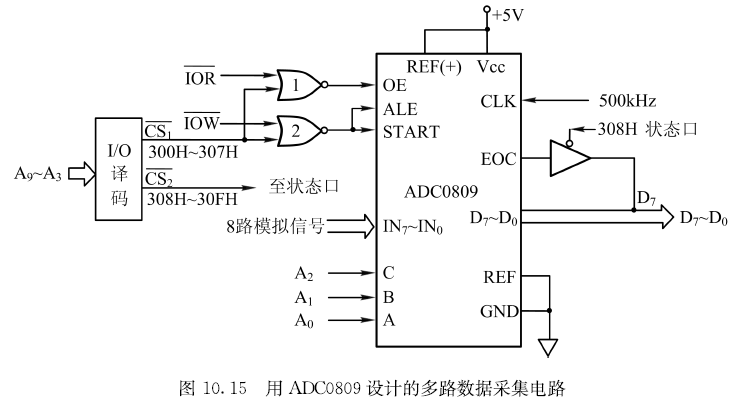 +5V
REF(+) Vcc
IOR
1
OE
ALE
CLK
500kHz
IOW
2
START
308H 状态口
CS1
300H~307H
I/O
译
码
EOC
A9~A3
CS2
至状态口
308H~30FH
ADC0809
D7
8路模拟信号
IN7~IN0
D7~D0
D7~D0
A2
C
REF
A1
B
GND
A0
A
图 10.15 用 ADC0809 设计的多路数据采集电路